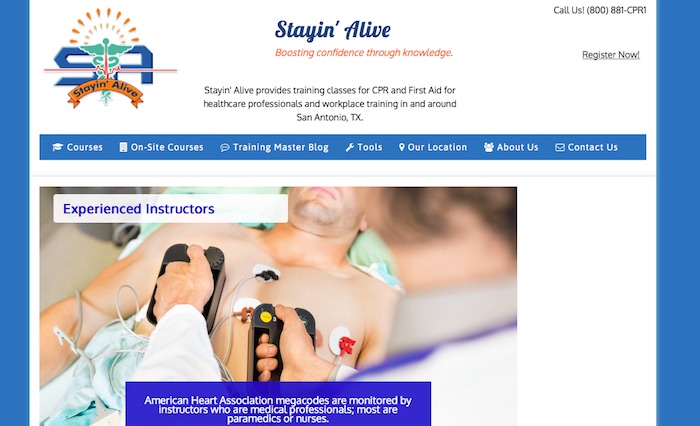 Call Us! (800) 881-CPR1
Stayin' Alive
Boosting confidence through knowledge.
Register Now!
SA
Stayin' Alive
Stayin' Alive provides training classes for CPR and First Aid for
healthcare professionals and workplace training in and around
San Antonio, TX.
Courses On-Site Courses Training Master Blog Tools Our Location About Us Contact Us
Experienced Instructors
American Heart Association megacodes are monitored by
instructors who are medical professionals; most are
paramedics or nurses.